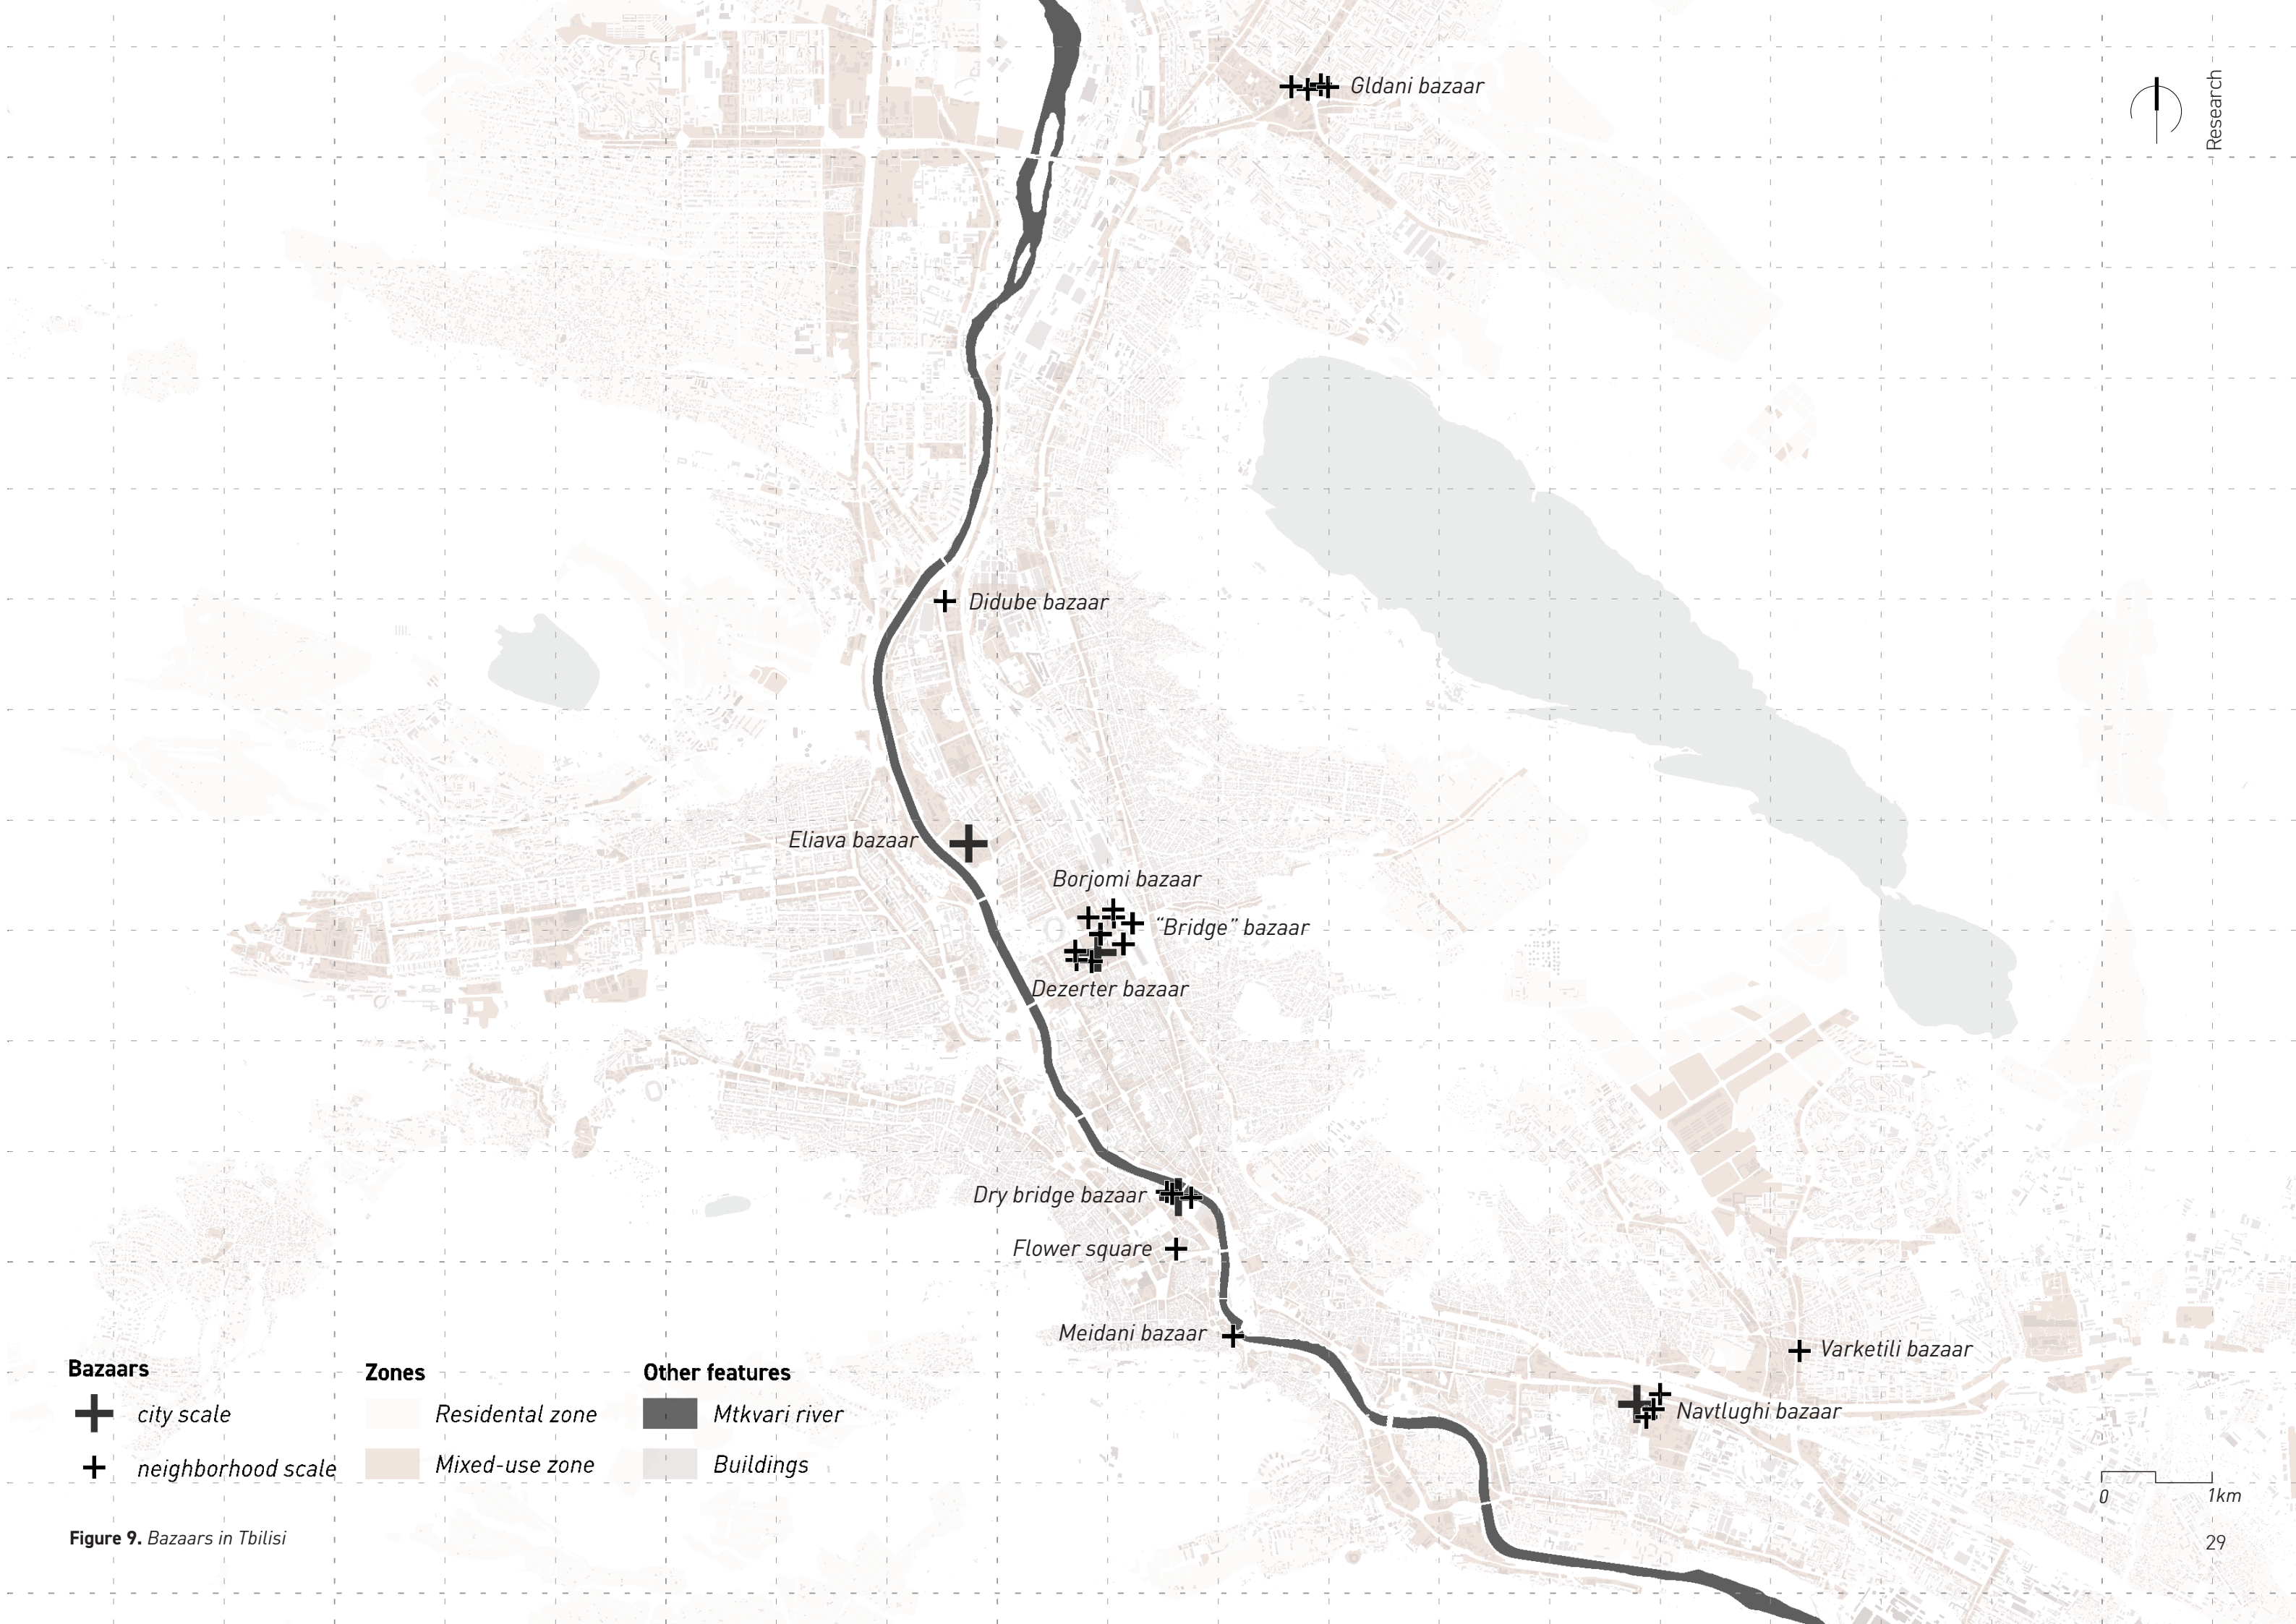 Research
Gldani bazaar
Didube bazaar
Eliava bazaar
Borjomi bazaar
“Bridge” bazaar
Dezerter bazaar
Dry bridge bazaar
Flower square
Meidani bazaar
Varketili bazaar
Navtlughi bazaar
Bazaars
city scale
neighborhood scale
Zones
Residental zone
Mixed-use zone
Other features
Mtkvari river
Buildings
0 1km
Figure 9. Bazaars in Tbilisi
29